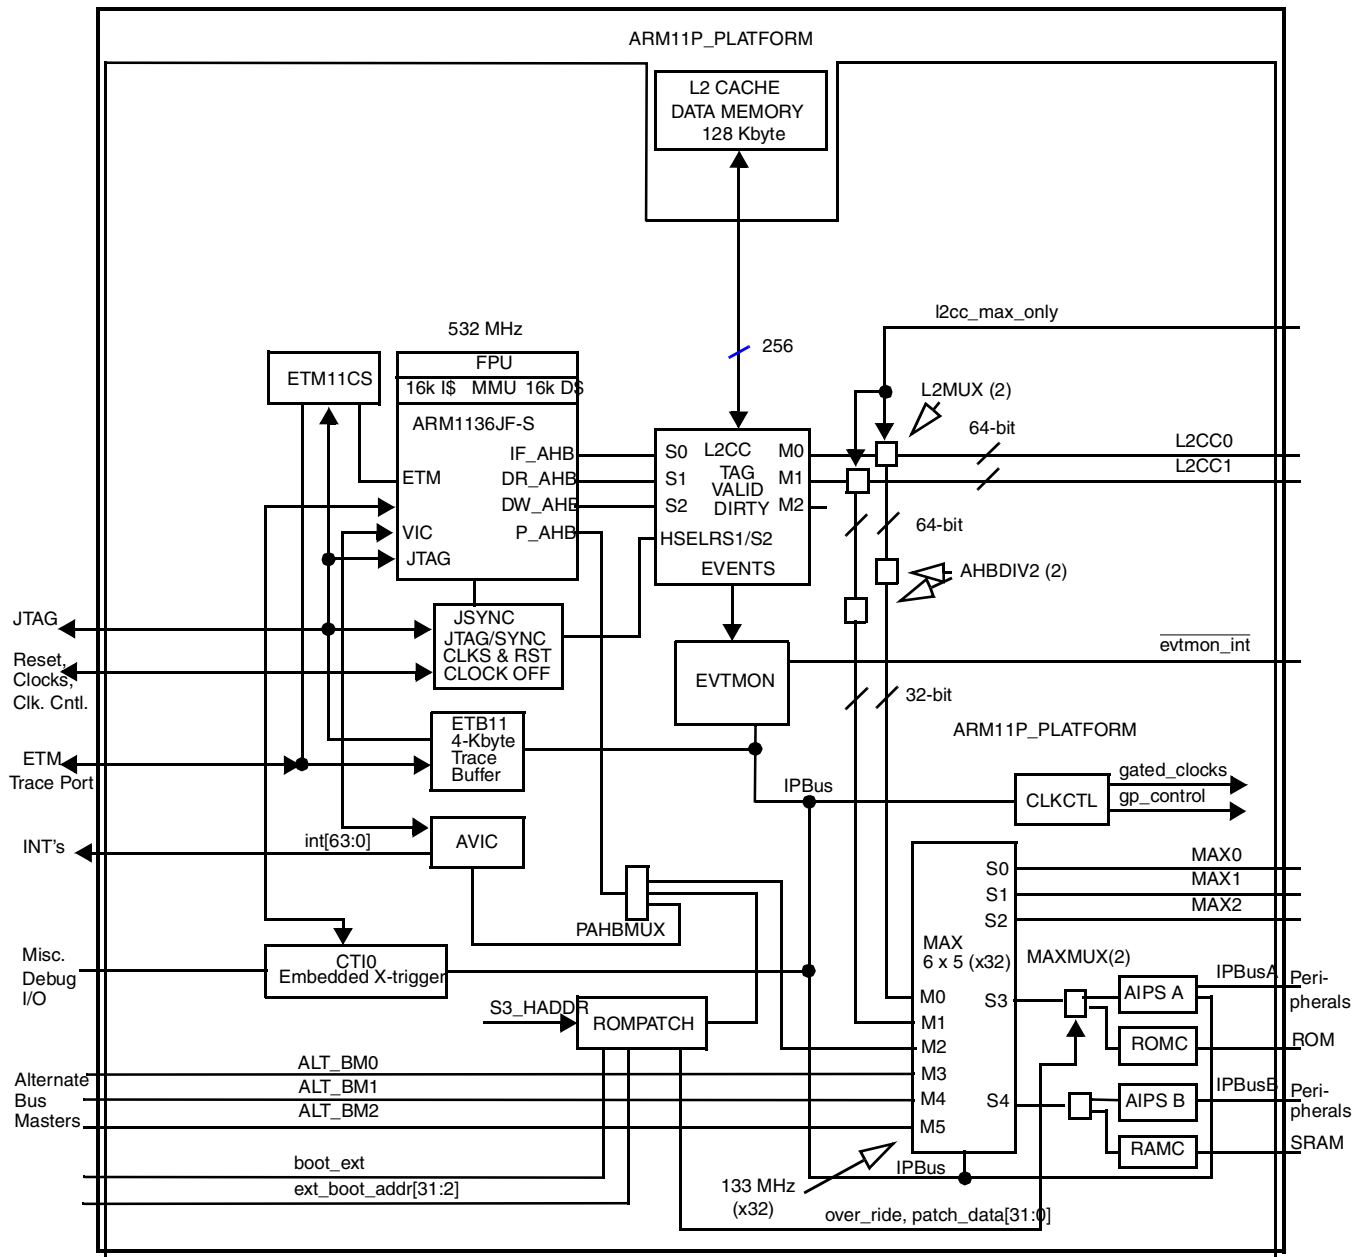 ARM11P_PLATFORM
L2 CACHE
DATA MEMORY
128 Kbyte
l2cc_max_only
532 MHz
256
FPU
16k I$ MMU 16k D$
ETM11CS
ARM1136JF-S
L2MUX (2)
64-bit
L2CC0
L2CC1
IF_AHB
DR_AHB
DW_AHB
P_AHB
ETM
VIC
JTAG
S0 L2CC M0
S1 TAG M1
VALID
S2 DIRTY M2
HSELRS1/S2
EVENTS
64-bit
AHBDIV2 (2)
JTAG
Reset,
Clocks,
Clk. Cntl.
JSYNC
JTAG/SYNC
CLKS & RST
CLOCK OFF
EVTMON
evtmon_int
32-bit
ARM11P_PLATFORM
ETM
Trace Port
ETB11
4-Kbyte
Trace
Buffer
IPBus
CLKCTL
gated_clocks
gp_control
INT's
int[63:0]
AVIC
PAHBMUX
MAX0
MAX1
MAX2
S0
S1
S2
MAX
6 x 5 (x32)
MAXMUX(2)
Misc.
Debug
I/O
CTI0
Embedded X-trigger
S3_HADDR
ROMPATCH
M0
M1
M2
M3
M4
M5
S3
S4
AIPS A
ROMC
AIPS B
RAMC
IPBusA
Peri-
pherals
ROM
IPBusB
Peri-
pherals
SRAM
Alternate
Bus
Masters
ALT_BM0
ALT_BM1
ALT_BM2
boot_ext
ext_boot_addr[31:2]
133 MHz
(x32)
IPBus
over_ride, patch_data[31:0]